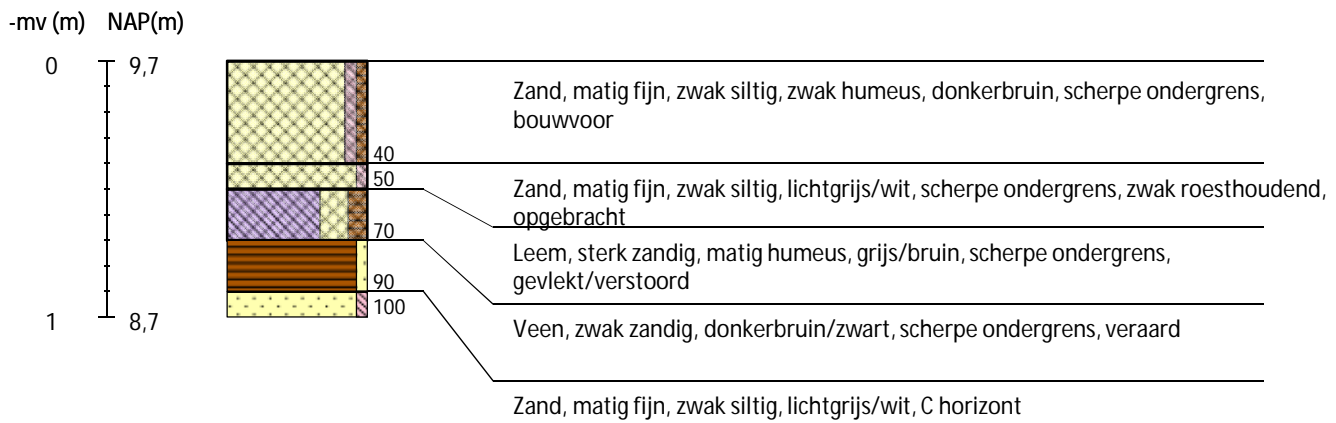 -mv (m) NAP(m)
0 9,7
Zand, matig fijn, zwak siltig, zwak humeus, donkerbruin, scherpe ondergrens,
bouwvoor
40
50
Zand, matig fijn, zwak siltig, lichtgrijs/wit, scherpe ondergrens, zwak roesthoudend,
opgebracht
70
Leem, sterk zandig, matig humeus, grijs/bruin, scherpe ondergrens,
gevlekt/verstoord
90
100
1 8,7
Veen, zwak zandig, donkerbruin/zwart, scherpe ondergrens, veraard
Zand, matig fijn, zwak siltig, lichtgrijs/wit, C horizont